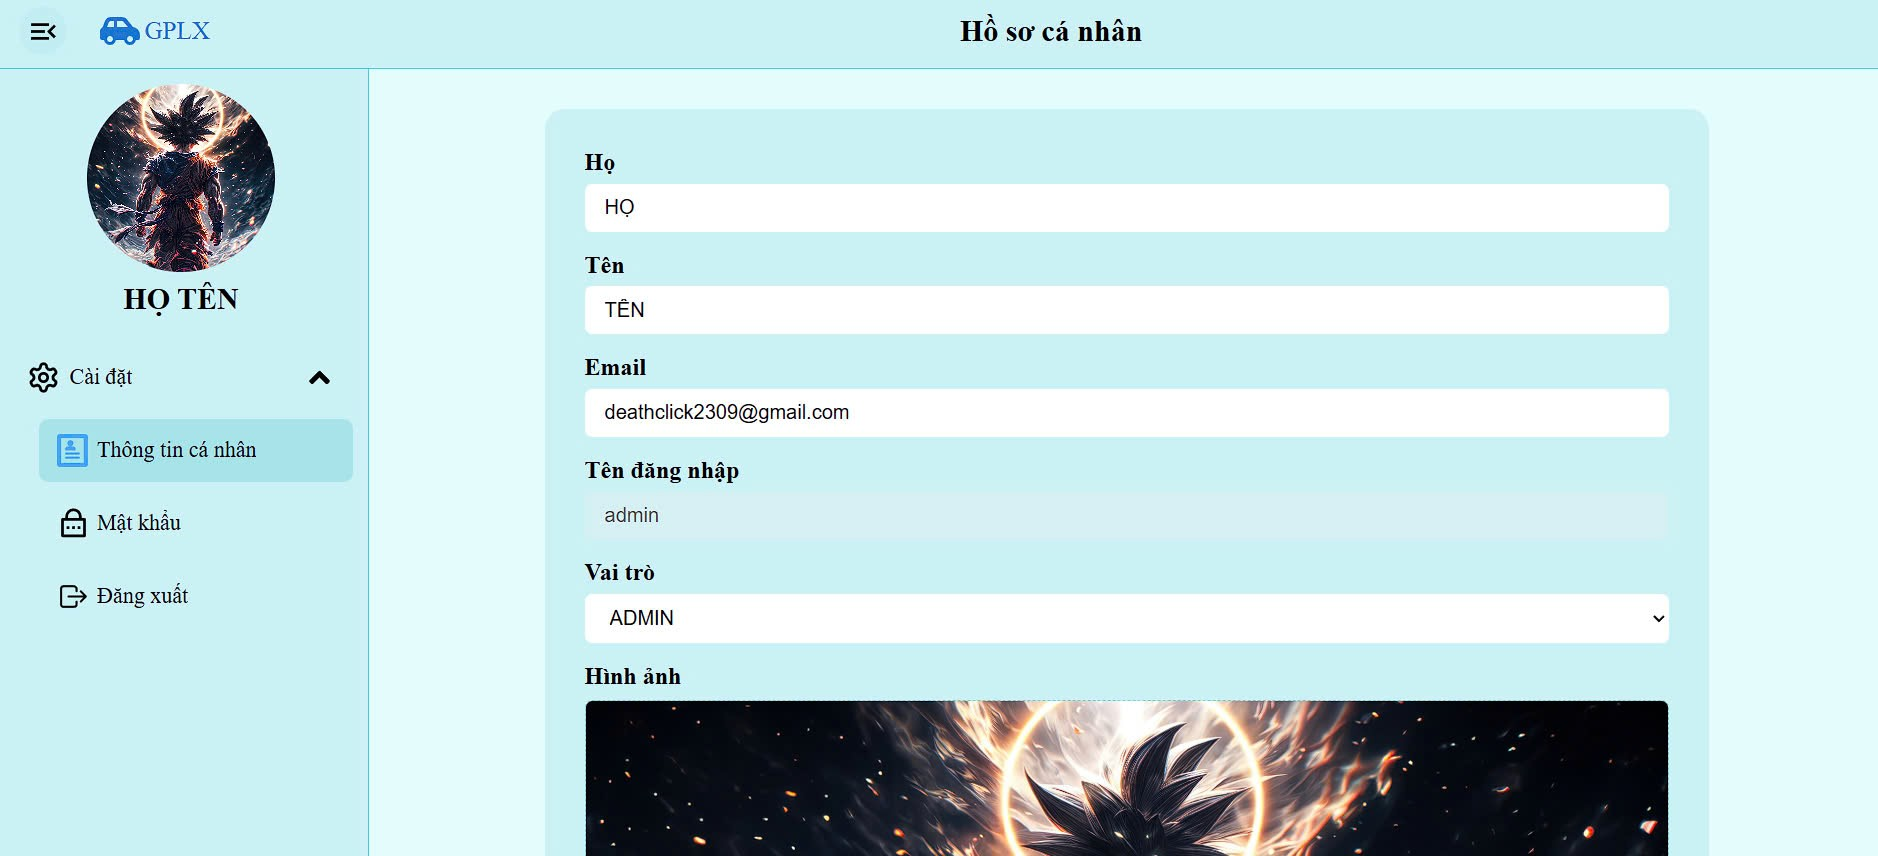 GPLX
Hồ sơ cá nhân
HỌ TÊN
Cài đặt
Thông tin cá nhân
Mật khẩu
Đăng xuất
Họ
HỌ
Tên
TÊN
Email
deathclick2309@gmail.com
Tên đăng nhập
admin
Vai trò
ADMIN
Hình ảnh